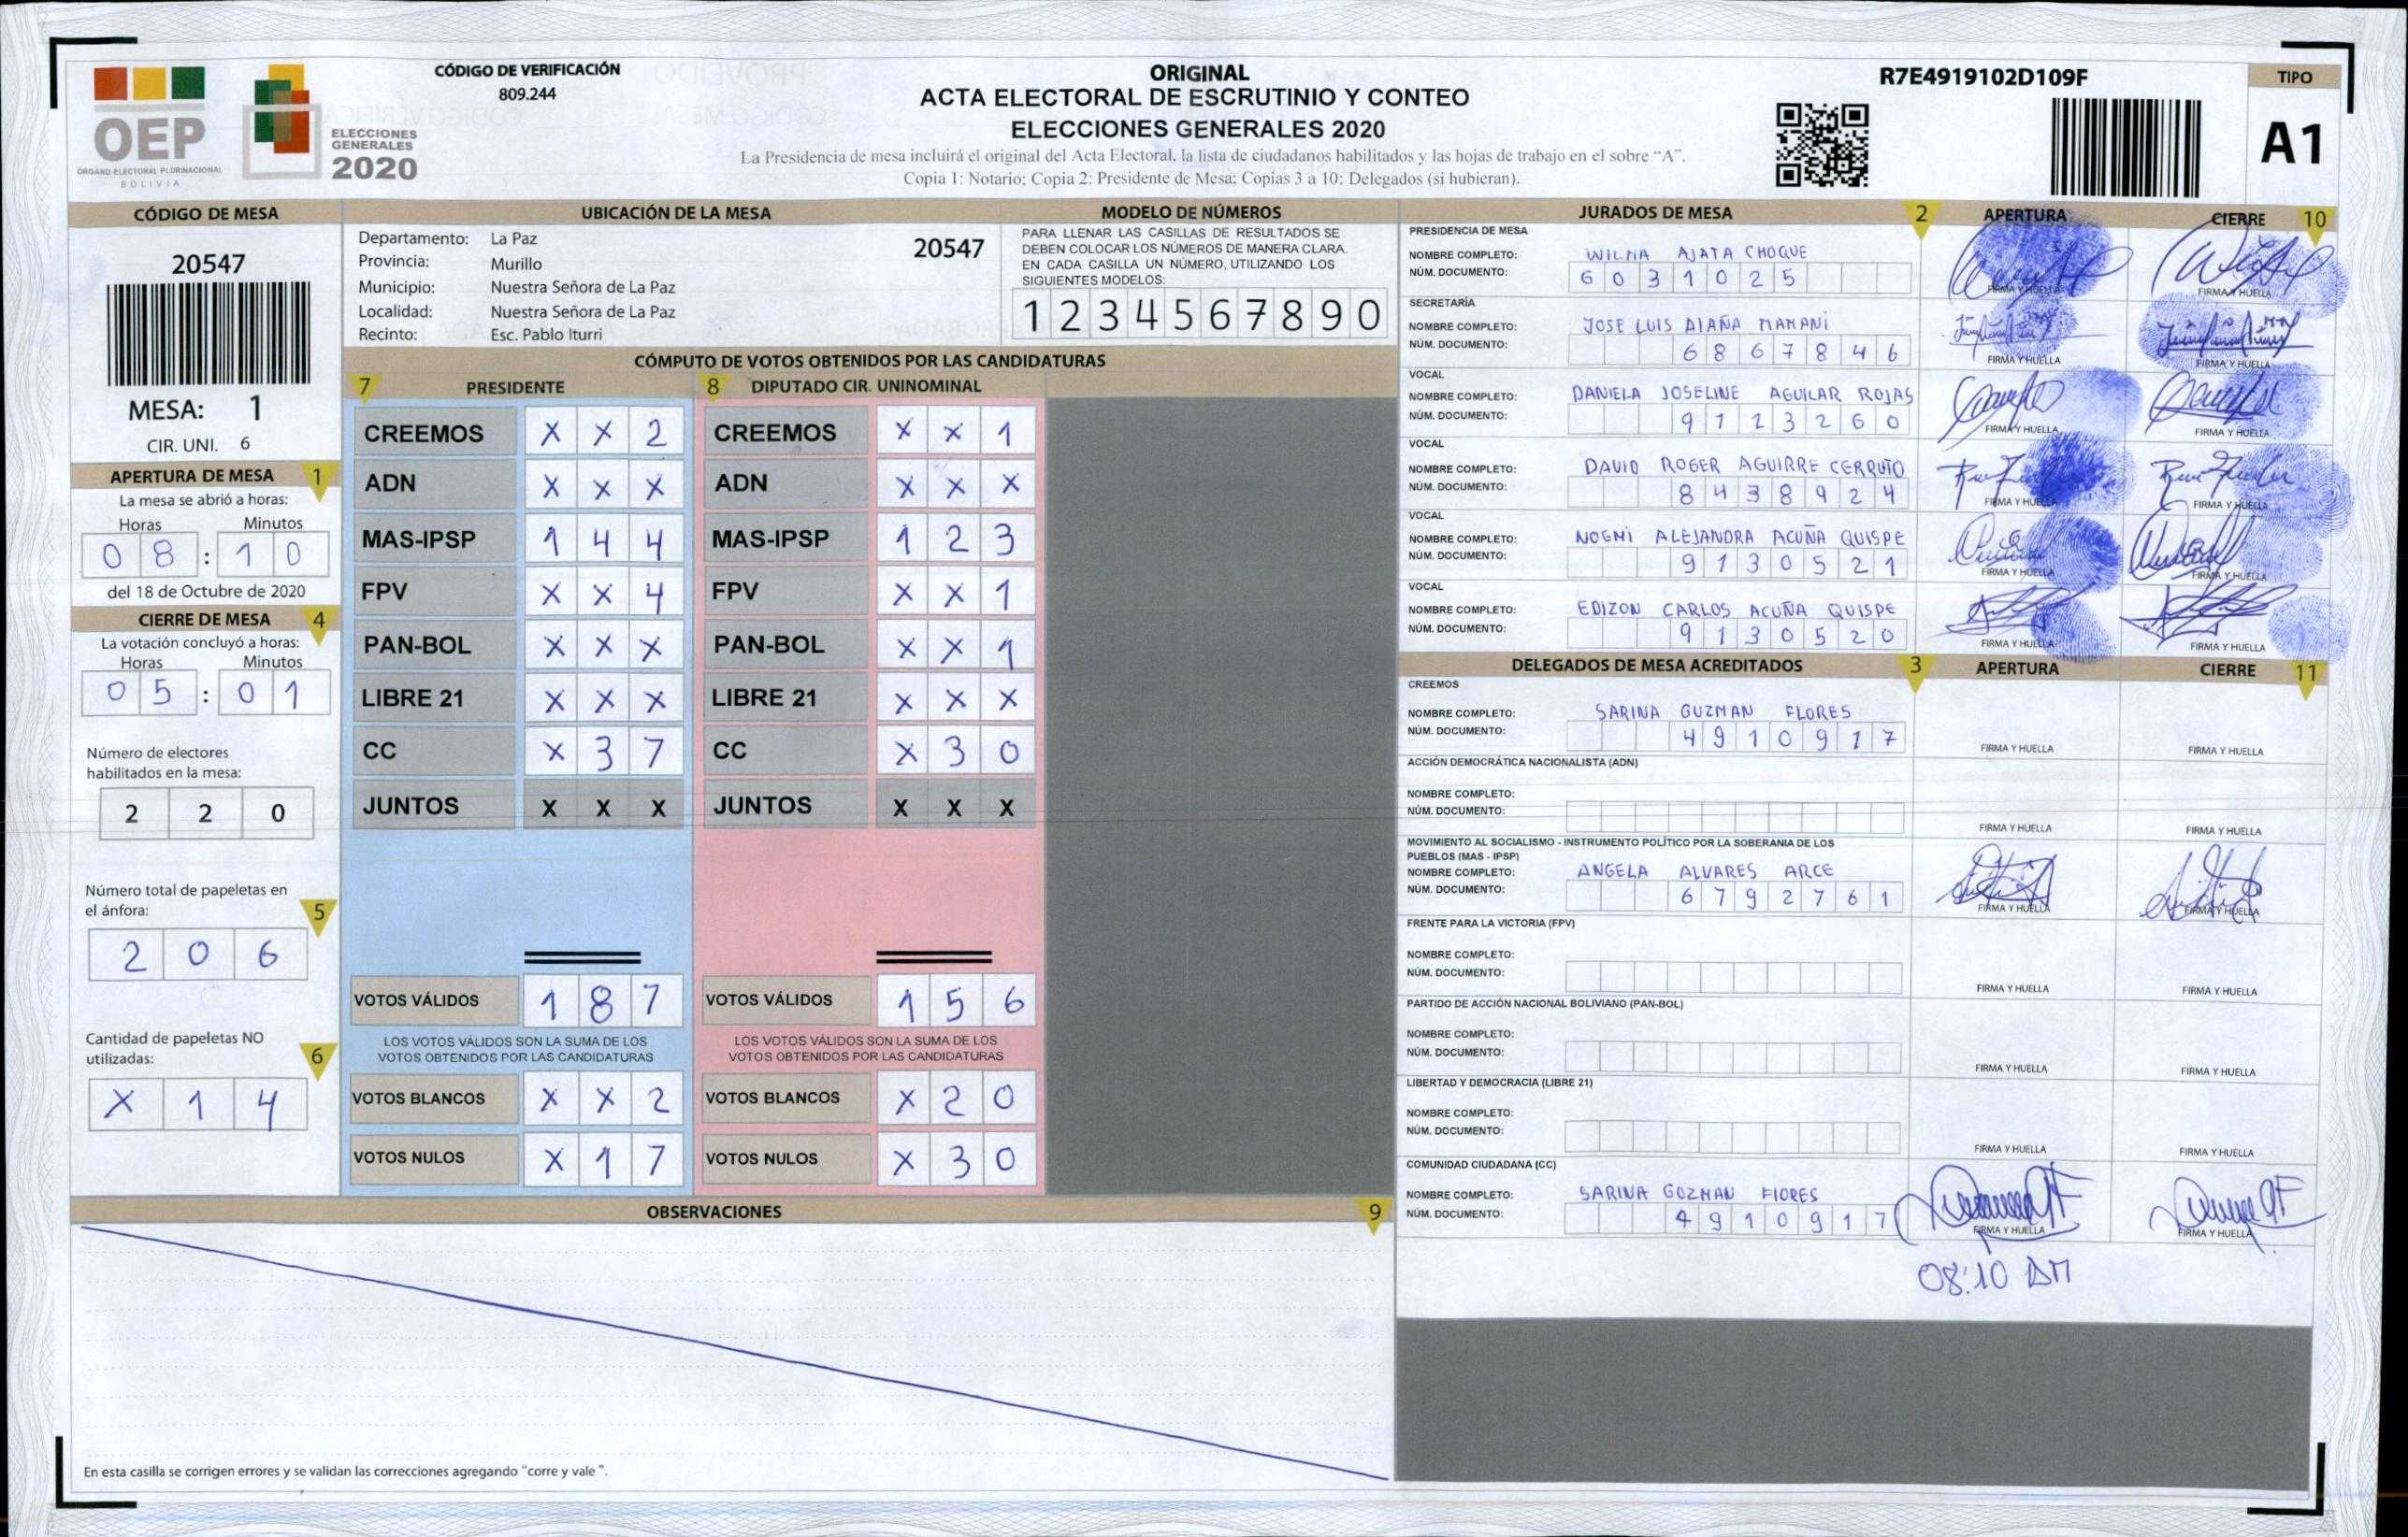 OEP
ÓRGANO ELECTORAL PLURINACIONAL
BOLIVIA
ELECCIONES
GENERALES
2020
CÓDIGO DE VERIFICACIÓN
809.244
ORIGINAL
ACTA ELECTORAL DE ESCRUTINIO Y CONTEO
ELECCIONES GENERALES 2020
La Presidencia de mesa incluirá el original del Acta Electoral, la lista de ciudadanos habilitados y las hojas de trabajo en el sobre “A”.
Copia 1: Notario; Copia 2: Presidente de Mesa; Copias 3 a 10: Delegados (si hubieran).
R7E4919102D109F
TIPO
A1
CÓDIGO DE MESA
20547
MESA: 1
CIR. UNI. 6
APERTURA DE MESA 1
La mesa se abrió a horas:
Horas Minutos
0 8 : 1 0
del 18 de Octubre de 2020
CIERRE DE MESA 4
La votación concluyó a horas:
Horas Minutos
0 5 : 0 1
Número de electores
habilitados en la mesa:
2 2 0
Número total de papeletas en
el ánfora: 5
2 0 6
Cantidad de papeletas NO
utilizadas: 6
X 1 4
UBICACIÓN DE LA MESA
Departamento: La Paz 20547
Provincia: Murillo
Municipio: Nuestra Señora de La Paz
Localidad: Nuestra Señora de La Paz
Recinto: Esc. Pablo Iturri
MODELO DE NÚMEROS
PARA LLENAR LAS CASILLAS DE RESULTADOS SE
DEBEN COLOCAR LOS NÚMEROS DE MANERA CLARA.
EN CADA CASILLA UN NÚMERO, UTILIZANDO LOS
SIGUIENTES MODELOS:
1 2 3 4 5 6 7 8 9 0
CÓMPUTO DE VOTOS OBTENIDOS POR LAS CANDIDATURAS
7 PRESIDENTE 8 DIPUTADO CIR. UNINOMINAL
CREEMOS X X 2 CREEMOS X X 1
ADN X X X ADN X X X
MAS-IPSP 1 4 4 MAS-IPSP 1 2 3
FPV X X 4 FPV X X 1
PAN-BOL X X X PAN-BOL X X 1
LIBRE 21 X X X LIBRE 21 X X X
CC X 3 7 CC X 3 0
JUNTOS X X X JUNTOS X X X
VOTOS VÁLIDOS 1 8 7 VOTOS VÁLIDOS 1 5 6
LOS VOTOS VÁLIDOS SON LA SUMA DE LOS LOS VOTOS VÁLIDOS SON LA SUMA DE LOS
VOTOS OBTENIDOS POR LAS CANDIDATURAS VOTOS OBTENIDOS POR LAS CANDIDATURAS
VOTOS BLANCOS X X 2 VOTOS BLANCOS X 2 0
VOTOS NULOS X 1 7 VOTOS NULOS X 3 0
OBSERVACIONES 9
En esta casilla se corrigen errores y se validan las correcciones agregando “corre y vale ”.
JURADOS DE MESA 2 APERTURA CIERRE 10
PRESIDENCIA DE MESA
NOMBRE COMPLETO: WILMA AJATA CHOQUE
NÚM. DOCUMENTO: 6 0 3 1 0 2 5
FIRMA Y HUELLA FIRMA Y HUELLA
SECRETARÍA
NOMBRE COMPLETO: JOSE LUIS AIAÑA MAMANI
NÚM. DOCUMENTO: 6 8 6 7 8 4 6
FIRMA Y HUELLA FIRMA Y HUELLA
VOCAL
NOMBRE COMPLETO: DANIELA JOSELINE AGUILAR ROJAS
NÚM. DOCUMENTO: 9 1 2 3 2 6 0
FIRMA Y HUELLA FIRMA Y HUELLA
VOCAL
NOMBRE COMPLETO: DAVID ROGER AGUIRRE CERRUTO
NÚM. DOCUMENTO: 8 4 3 8 9 2 4
FIRMA Y HUELLA FIRMA Y HUELLA
VOCAL
NOMBRE COMPLETO: NOEMI ALEJANDRA ACUÑA QUISPE
NÚM. DOCUMENTO: 9 1 3 0 5 2 1
FIRMA Y HUELLA FIRMA Y HUELLA
VOCAL
NOMBRE COMPLETO: EDIZON CARLOS ACUÑA QUISPE
NÚM. DOCUMENTO: 9 1 3 0 5 2 0
FIRMA Y HUELLA FIRMA Y HUELLA
DELEGADOS DE MESA ACREDITADOS 3 APERTURA CIERRE 11
CREEMOS
NOMBRE COMPLETO: SARINA GUZMAN FLORES
NÚM. DOCUMENTO: 4 9 1 0 9 1 7
FIRMA Y HUELLA FIRMA Y HUELLA
ACCIÓN DEMOCRÁTICA NACIONALISTA (ADN)
NOMBRE COMPLETO:
NÚM. DOCUMENTO:
FIRMA Y HUELLA FIRMA Y HUELLA
MOVIMIENTO AL SOCIALISMO - INSTRUMENTO POLÍTICO POR LA SOBERANIA DE LOS
PUEBLOS (MAS - IPSP)
NOMBRE COMPLETO: ANGELA ALVARES ARCE
NÚM. DOCUMENTO: 6 7 9 2 7 6 1
FIRMA Y HUELLA FIRMA Y HUELLA
FRENTE PARA LA VICTORIA (FPV)
NOMBRE COMPLETO:
NÚM. DOCUMENTO:
FIRMA Y HUELLA FIRMA Y HUELLA
PARTIDO DE ACCIÓN NACIONAL BOLIVIANO (PAN-BOL)
NOMBRE COMPLETO:
NÚM. DOCUMENTO:
FIRMA Y HUELLA FIRMA Y HUELLA
LIBERTAD Y DEMOCRACIA (LIBRE 21)
NOMBRE COMPLETO:
NÚM. DOCUMENTO:
FIRMA Y HUELLA FIRMA Y HUELLA
COMUNIDAD CIUDADANA (CC)
NOMBRE COMPLETO: SARINA GOZMAN FIORES
NÚM. DOCUMENTO: 4 9 1 0 9 1 7
FIRMA Y HUELLA FIRMA Y HUELLA
08:10 AM